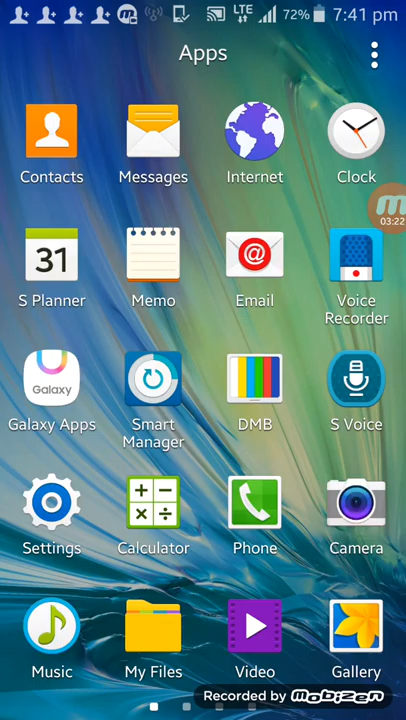 LTE 72% 7:41 pm
Apps
Contacts Messages Internet Clock
03:22
31 @
S Planner Memo Email Voice
Recorder
Galaxy
Galaxy Apps Smart DMB S Voice
Manager
Settings Calculator Phone Camera
Music My Files Video Gallery
Recorded by mobizen